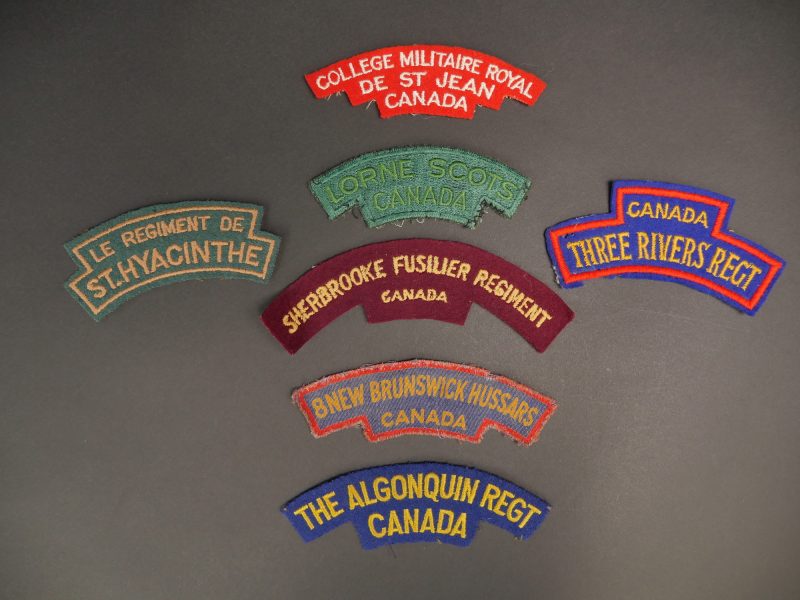 COLLEGE MILITAIRE ROYAL
DE ST JEAN
CANADA
LORNE SCOTS
CANADA
LE REGIMENT DE
ST. HYACINTHE
CANADA
THREE RIVERS REGT
SHERBROOKE FUSILIER REGIMENT
CANADA
8 NEW BRUNSWICK HUSSARS
CANADA
THE ALGONQUIN REGT
CANADA